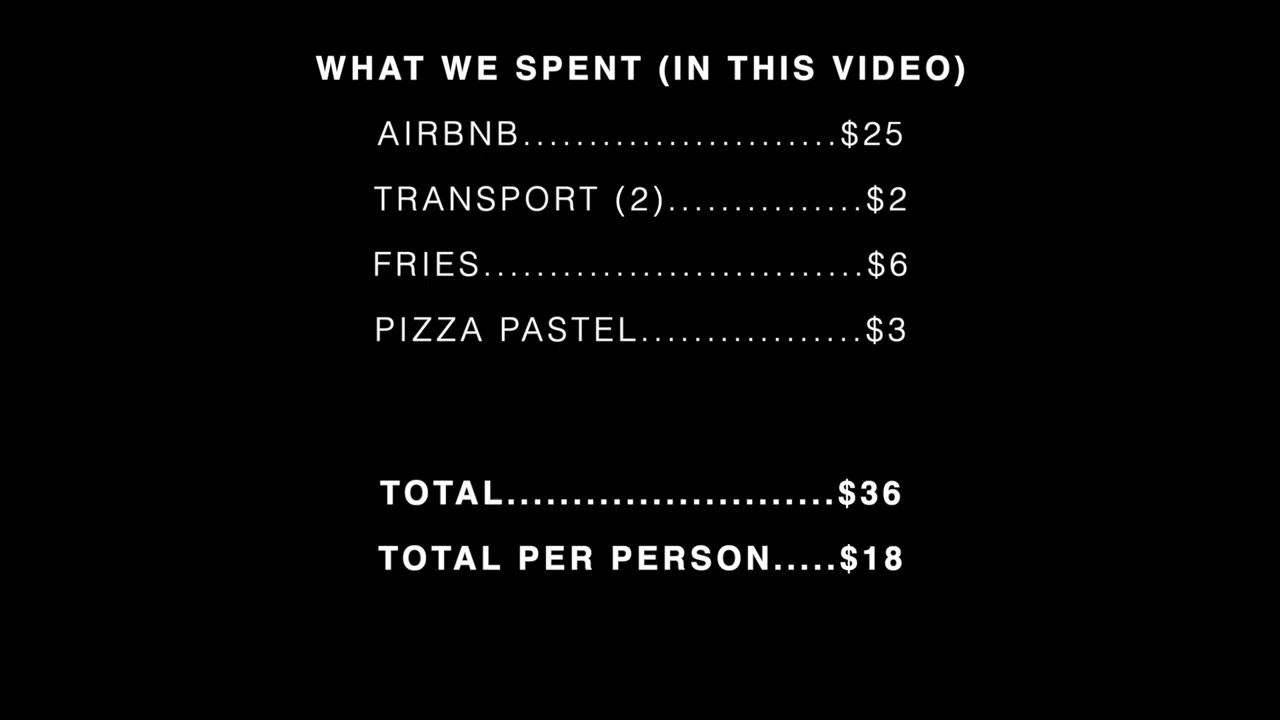 WHAT WE SPENT (IN THIS VIDEO)
AIRBNB........................$25
TRANSPORT (2)...............$2
FRIES.............................$6
PIZZA PASTEL.................$3
TOTAL.........................$36
TOTAL PER PERSON.....$18